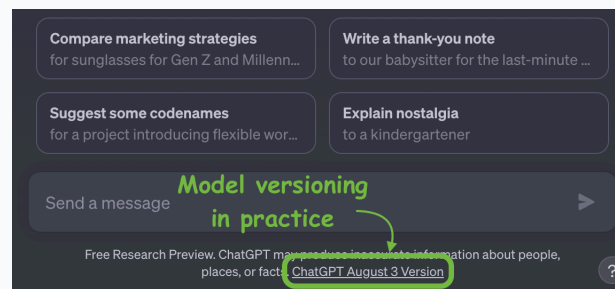 Compare marketing strategies
for sunglasses for Gen Z and Millenn...
Write a thank-you note
to our babysitter for the last-minute ...
Suggest some codenames
for a project introducing flexible wor...
Explain nostalgia
to a kindergartener
Model versioning
in practice
Send a message
Free Research Preview. ChatGPT may produce inaccurate information about people,
places, or facts. ChatGPT August 3 Version
?